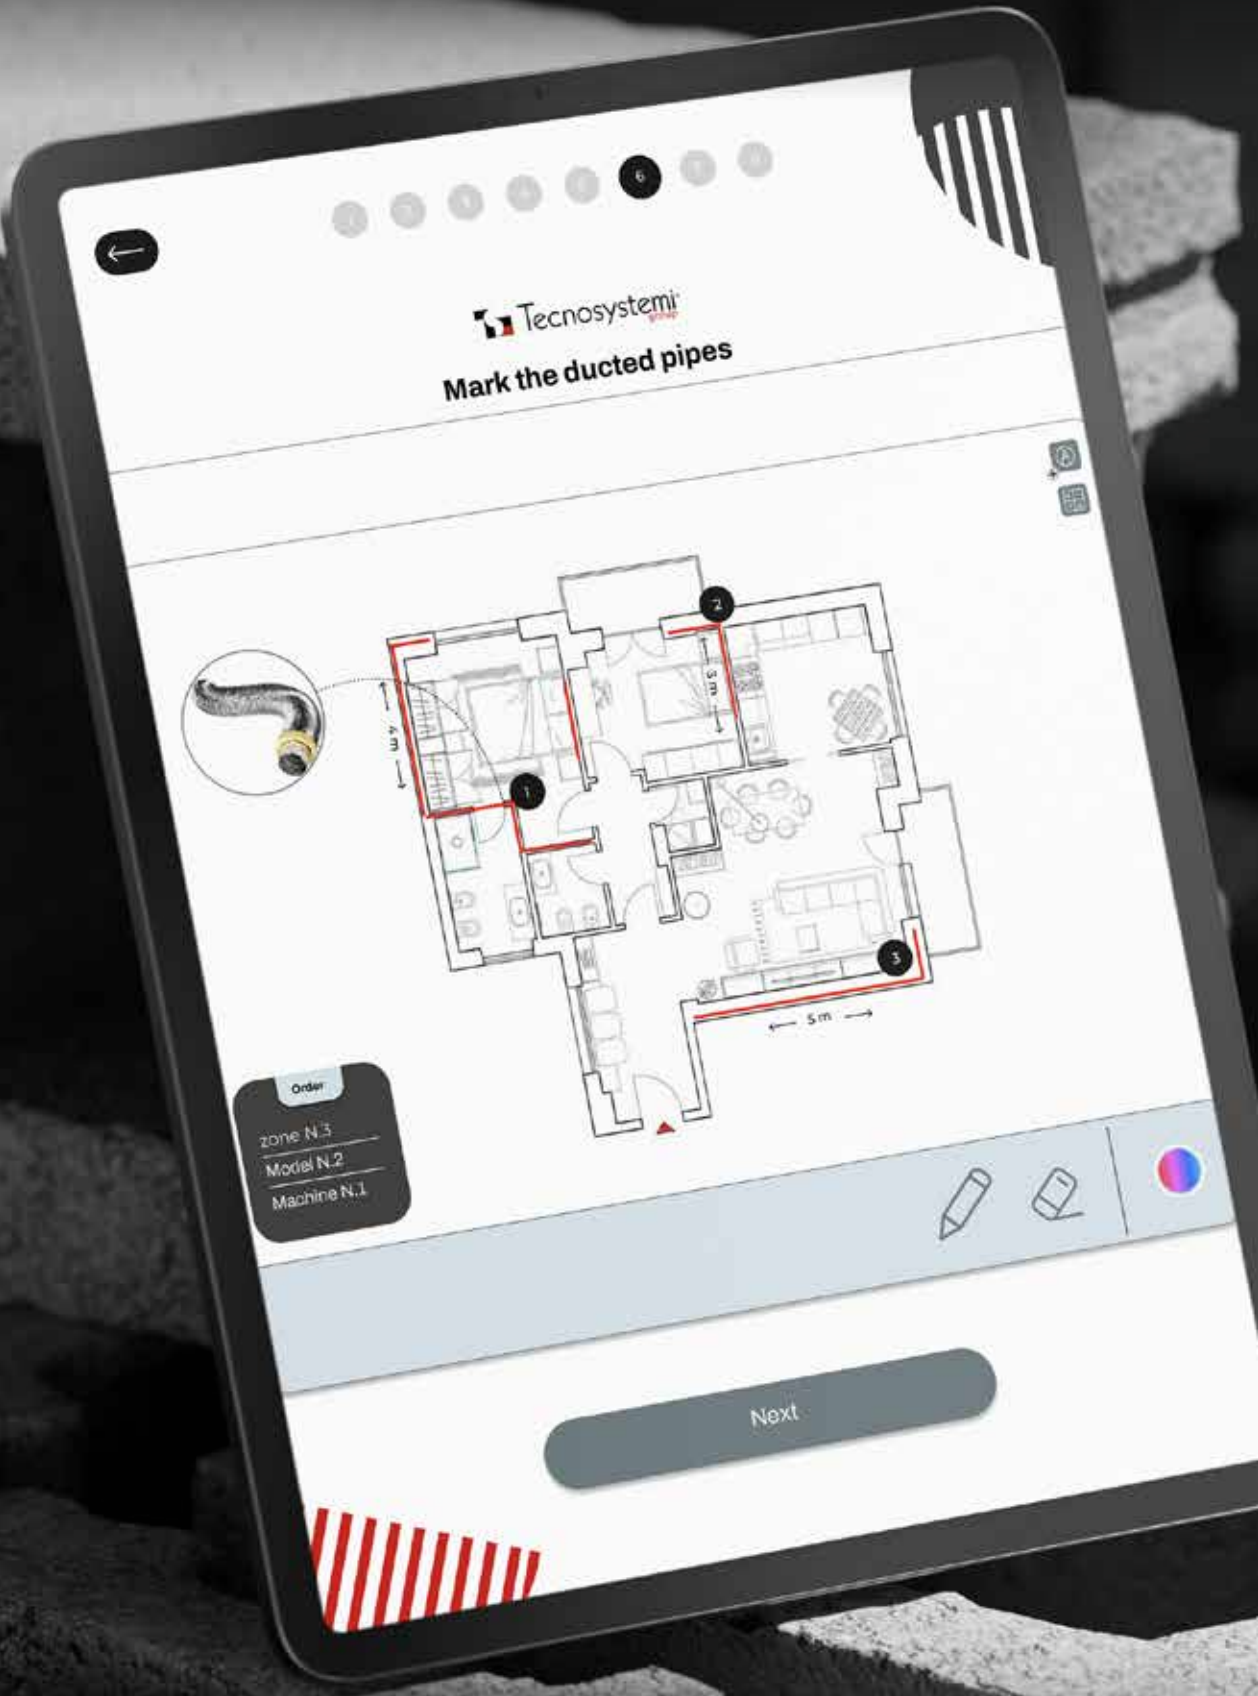 6
Tecnosystemi
group
Mark the ducted pipes
2
3 m
4 m
1
3
5 m
Order
zone N.3
Model N.2
Machine N.1
Next